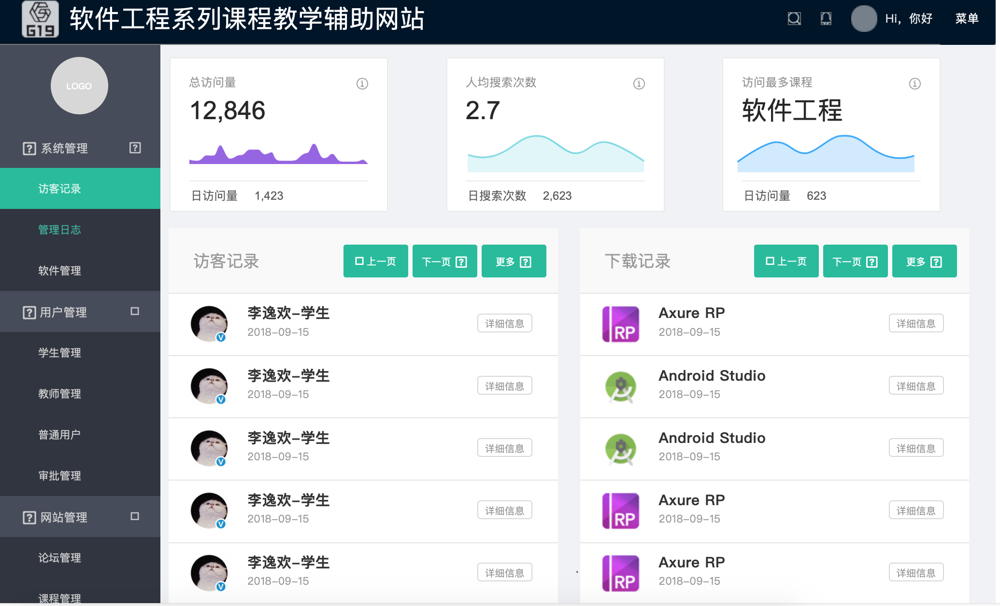 G19
软件工程系列课程教学辅助网站
Hi，你好
菜单
LOGO
系统管理
访客记录
管理日志
软件管理
用户管理
学生管理
教师管理
普通用户
审批管理
网站管理
论坛管理
课程管理
总访问量
12,846
日访问量 1,423
人均搜索次数
2.7
日搜索次数 2,623
访问最多课程
软件工程
日访问量 623
访客记录
上一页
下一页
更多
李逸欢-学生
2018-09-15
详细信息
李逸欢-学生
2018-09-15
详细信息
李逸欢-学生
2018-09-15
详细信息
李逸欢-学生
2018-09-15
详细信息
李逸欢-学生
2018-09-15
详细信息
下载记录
上一页
下一页
更多
RP
Axure RP
2018-09-15
详细信息
Android Studio
2018-09-15
详细信息
Android Studio
2018-09-15
详细信息
RP
Axure RP
2018-09-15
详细信息
RP
Axure RP
2018-09-15
详细信息